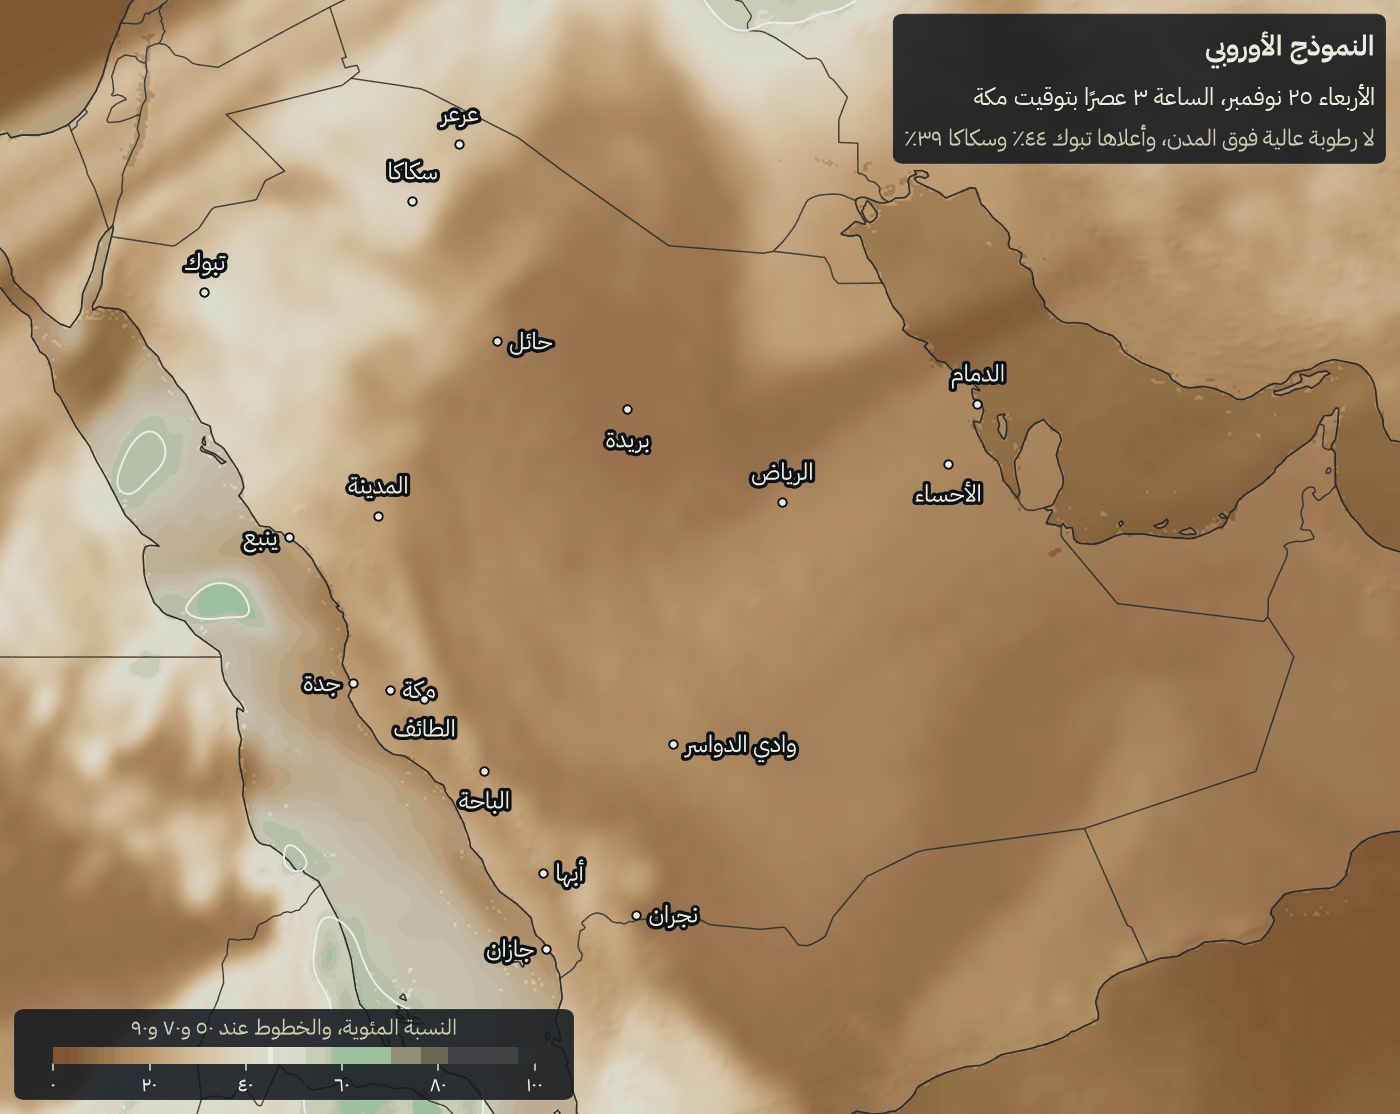 النموذج الأوروبي
الأربعاء ٢٥ نوفمبر، الساعة ٣ عصرًا بتوقيت مكة
لا رطوبة عالية فوق المدن، وأعلاها تبوك ٤٤٪ وسكاكا ٣٩٪
عرعر
سكاكا
تبوك
حائل
الدمام
بريدة
الرياض
المدينة
الأحساء
ينبع
جدة
مكة
الطائف
وادي الدواسر
الباحة
أبها
نجران
جازان
النسبة المئوية، والخطوط عند ٥٠ و٧٠ و٩٠
٠ ٢٠ ٤٠ ٦٠ ٨٠ ١٠٠